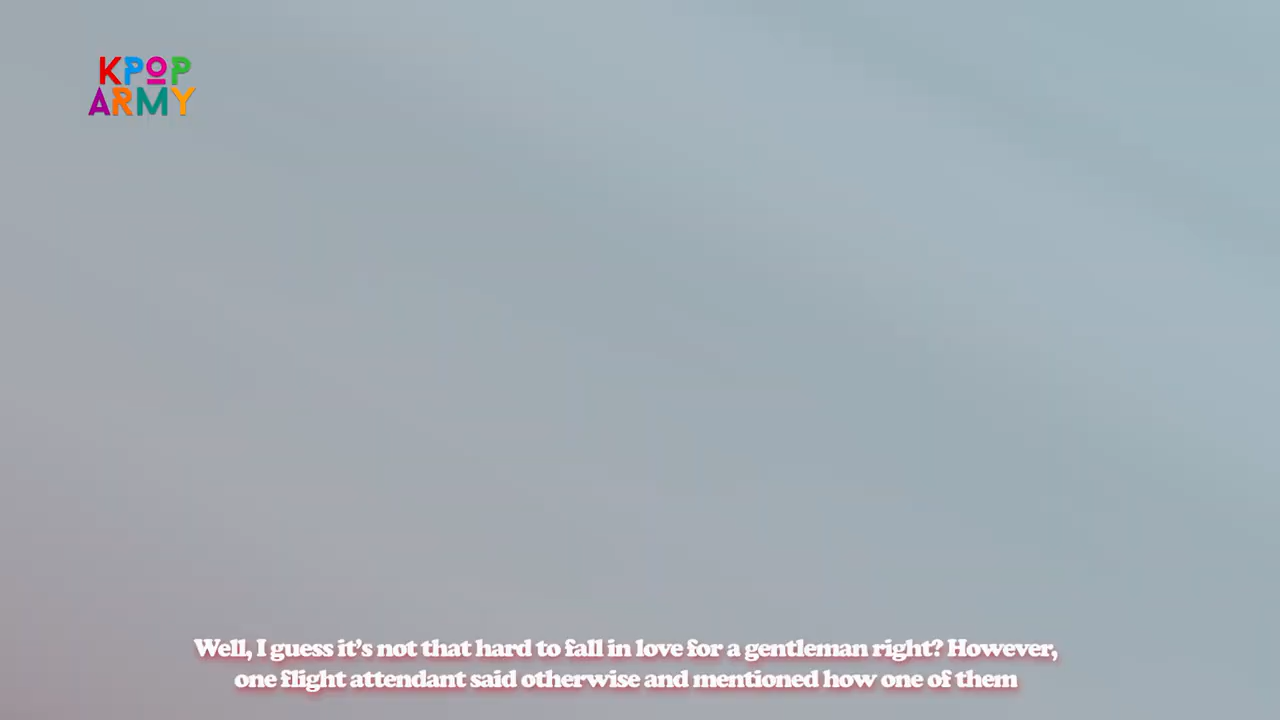 KPOP
ARMY
Well, I guess it's not that hard to fall in love for a gentleman right? However,
one flight attendant said otherwise and mentioned how one of them